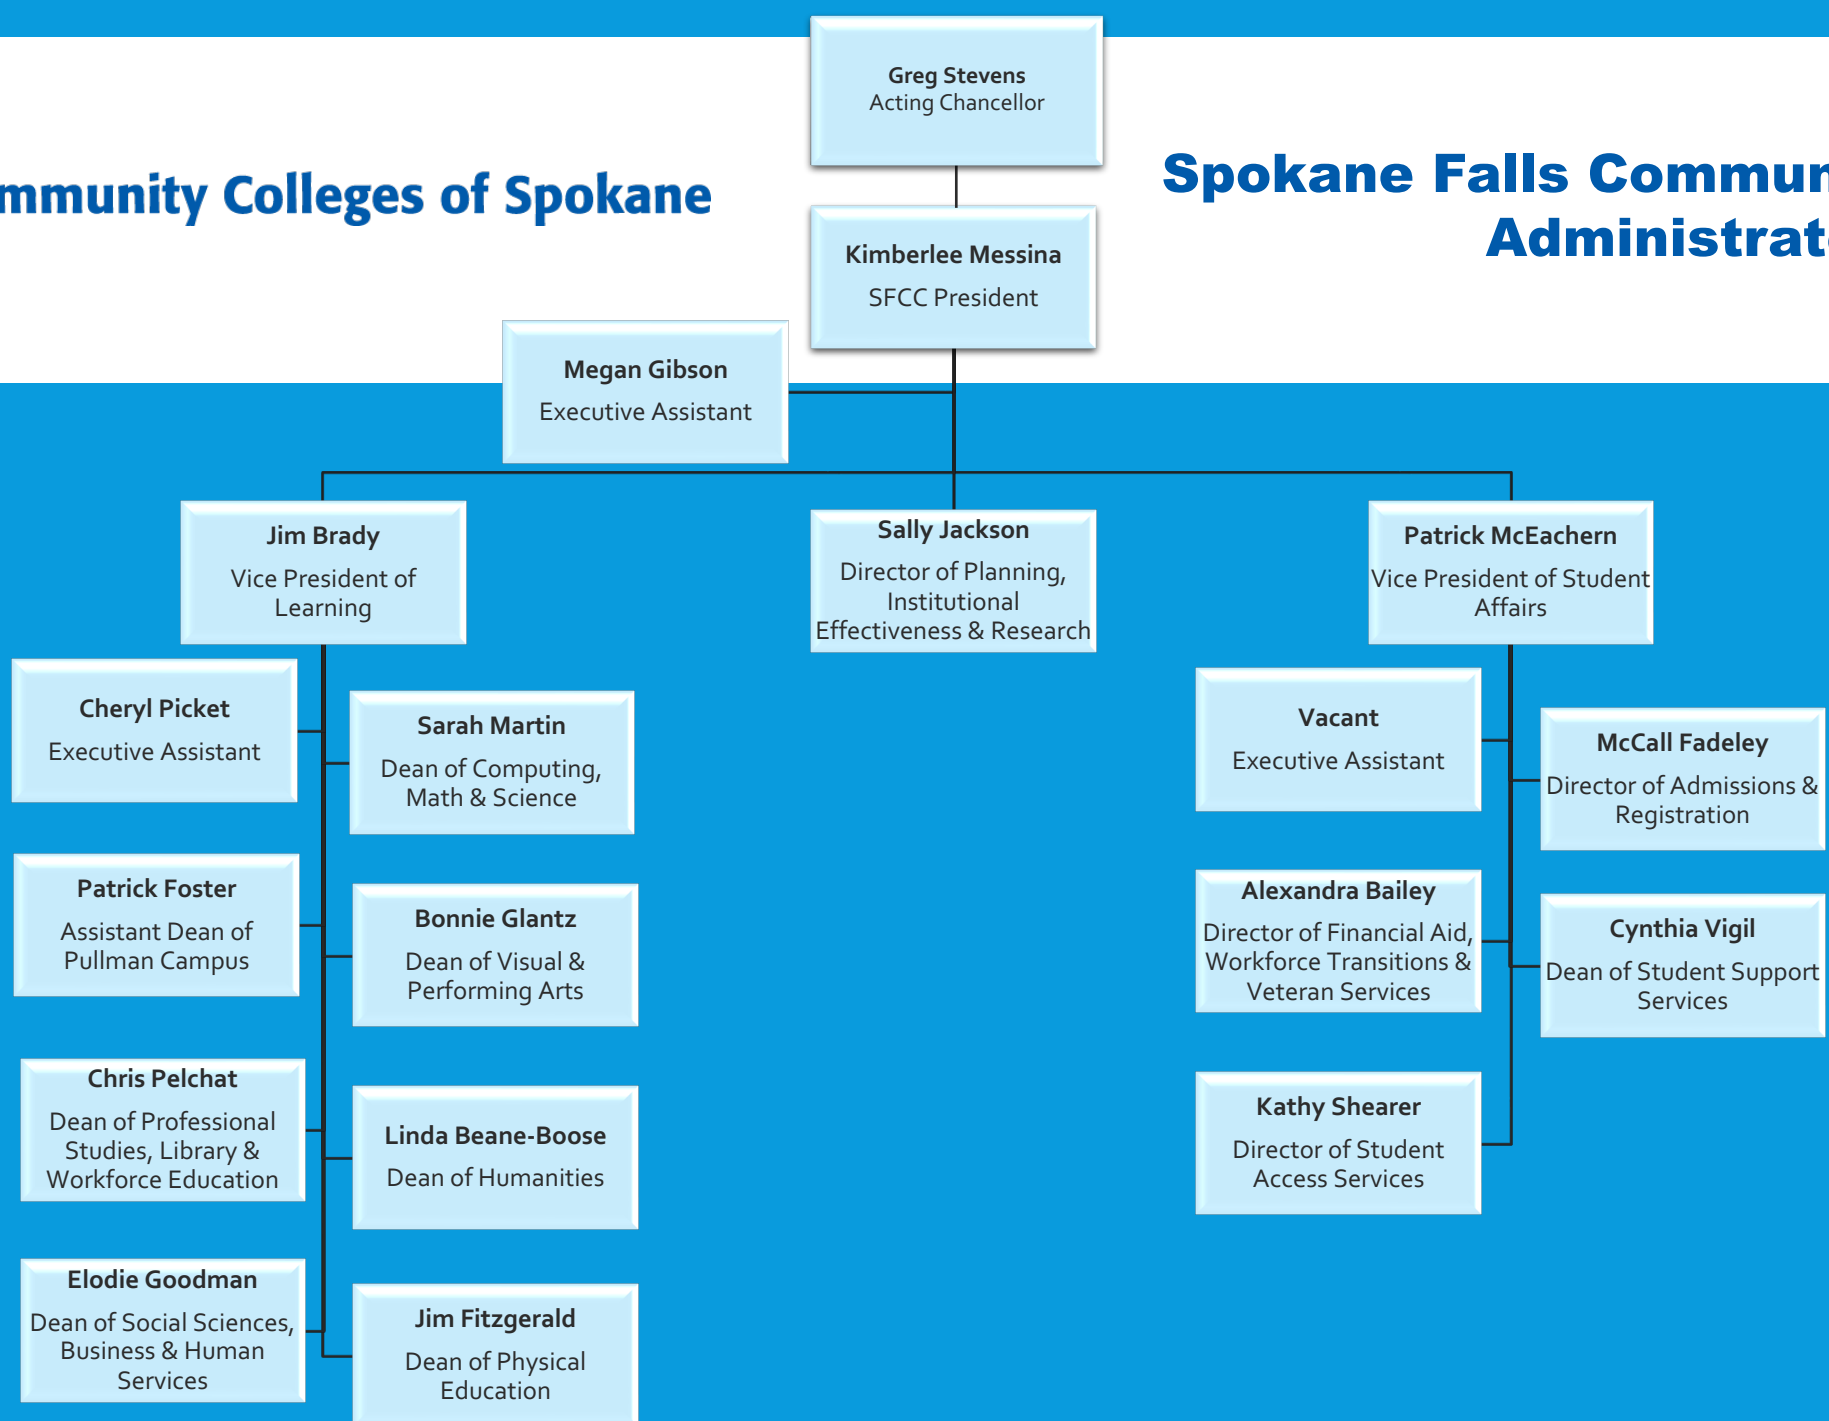 Greg Stevens
Acting Chancellor
Community Colleges of Spokane
Spokane Falls
Kimberlee Messina
SFCC President
Megan Gibson
Executive Assistant
Jim Brady
Vice President of
Learning
Sally Jackson
Director of Planning,
Institutional
Effectiveness & Research
Patrick McEachern
Vice President of Student
Affairs
Cheryl Picket
Executive Assistant
Sarah Martin
Dean of Computing,
Math & Science
Patrick Foster
Assistant Dean of
Pullman Campus
Bonnie Glantz
Dean of Visual &
Performing Arts
Chris Pelchat
Dean of Professional
Studies, Library &
Workforce Education
Linda Beane-Boose
Dean of Humanities
Elodie Goodman
Dean of Social Sciences,
Business & Human
Services
Jim Fitzgerald
Dean of Physical
Education
Vacant
Executive Assistant
McCall Fadeley
Director of Admissions &
Registration
Alexandra Bailey
Director of Financial Aid,
Workforce Transitions &
Veteran Services
Cynthia Vigil
Dean of Student Support
Services
Kathy Shearer
Director of Student
Access Services